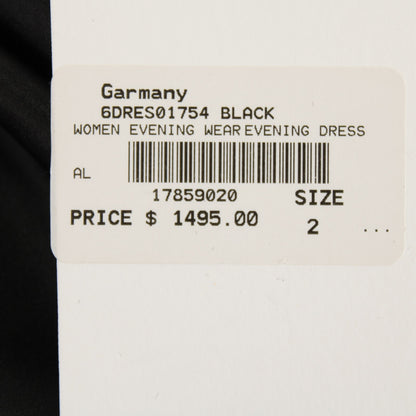 Garmany
6DRES01754 BLACK
WOMEN EVENING WEAR EVENING DRESS
AL
17859020 SIZE
PRICE $ 1495.00 2 ...